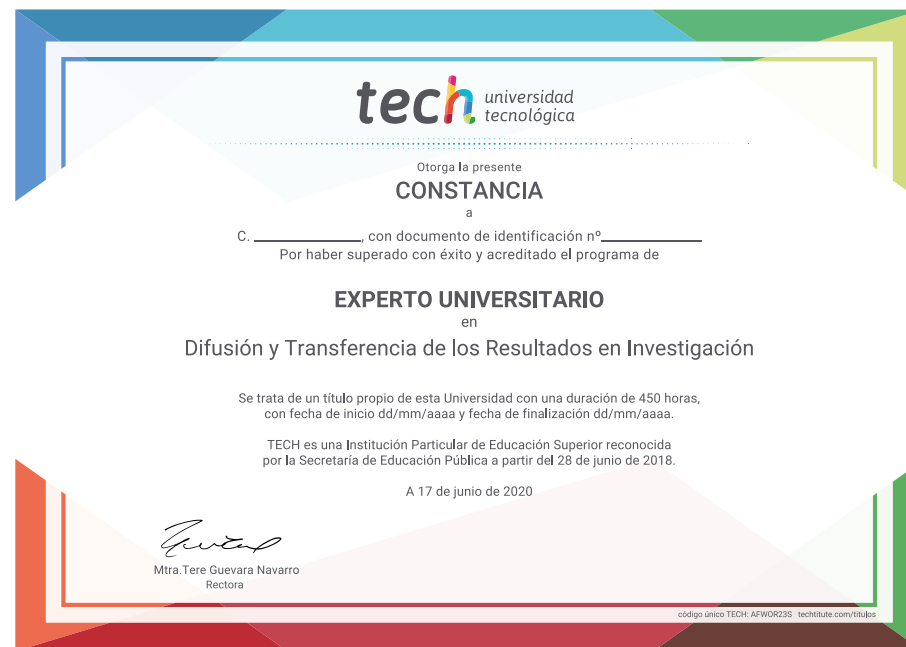 tech universidad
tecnológica
Otorga la presente
CONSTANCIA
a
C. ______________, con documento de identificación nº______________
Por haber superado con éxito y acreditado el programa de
EXPERTO UNIVERSITARIO
en
Difusión y Transferencia de los Resultados en Investigación
Se trata de un título propio de esta Universidad con una duración de 450 horas,
con fecha de inicio dd/mm/aaaa y fecha de finalización dd/mm/aaaa.
TECH es una Institución Particular de Educación Superior reconocida
por la Secretaría de Educación Pública a partir del 28 de junio de 2018.
A 17 de junio de 2020
Mtra.Tere Guevara Navarro
Rectora
código único TECH: AFWOR23S techtitute.com/titulos